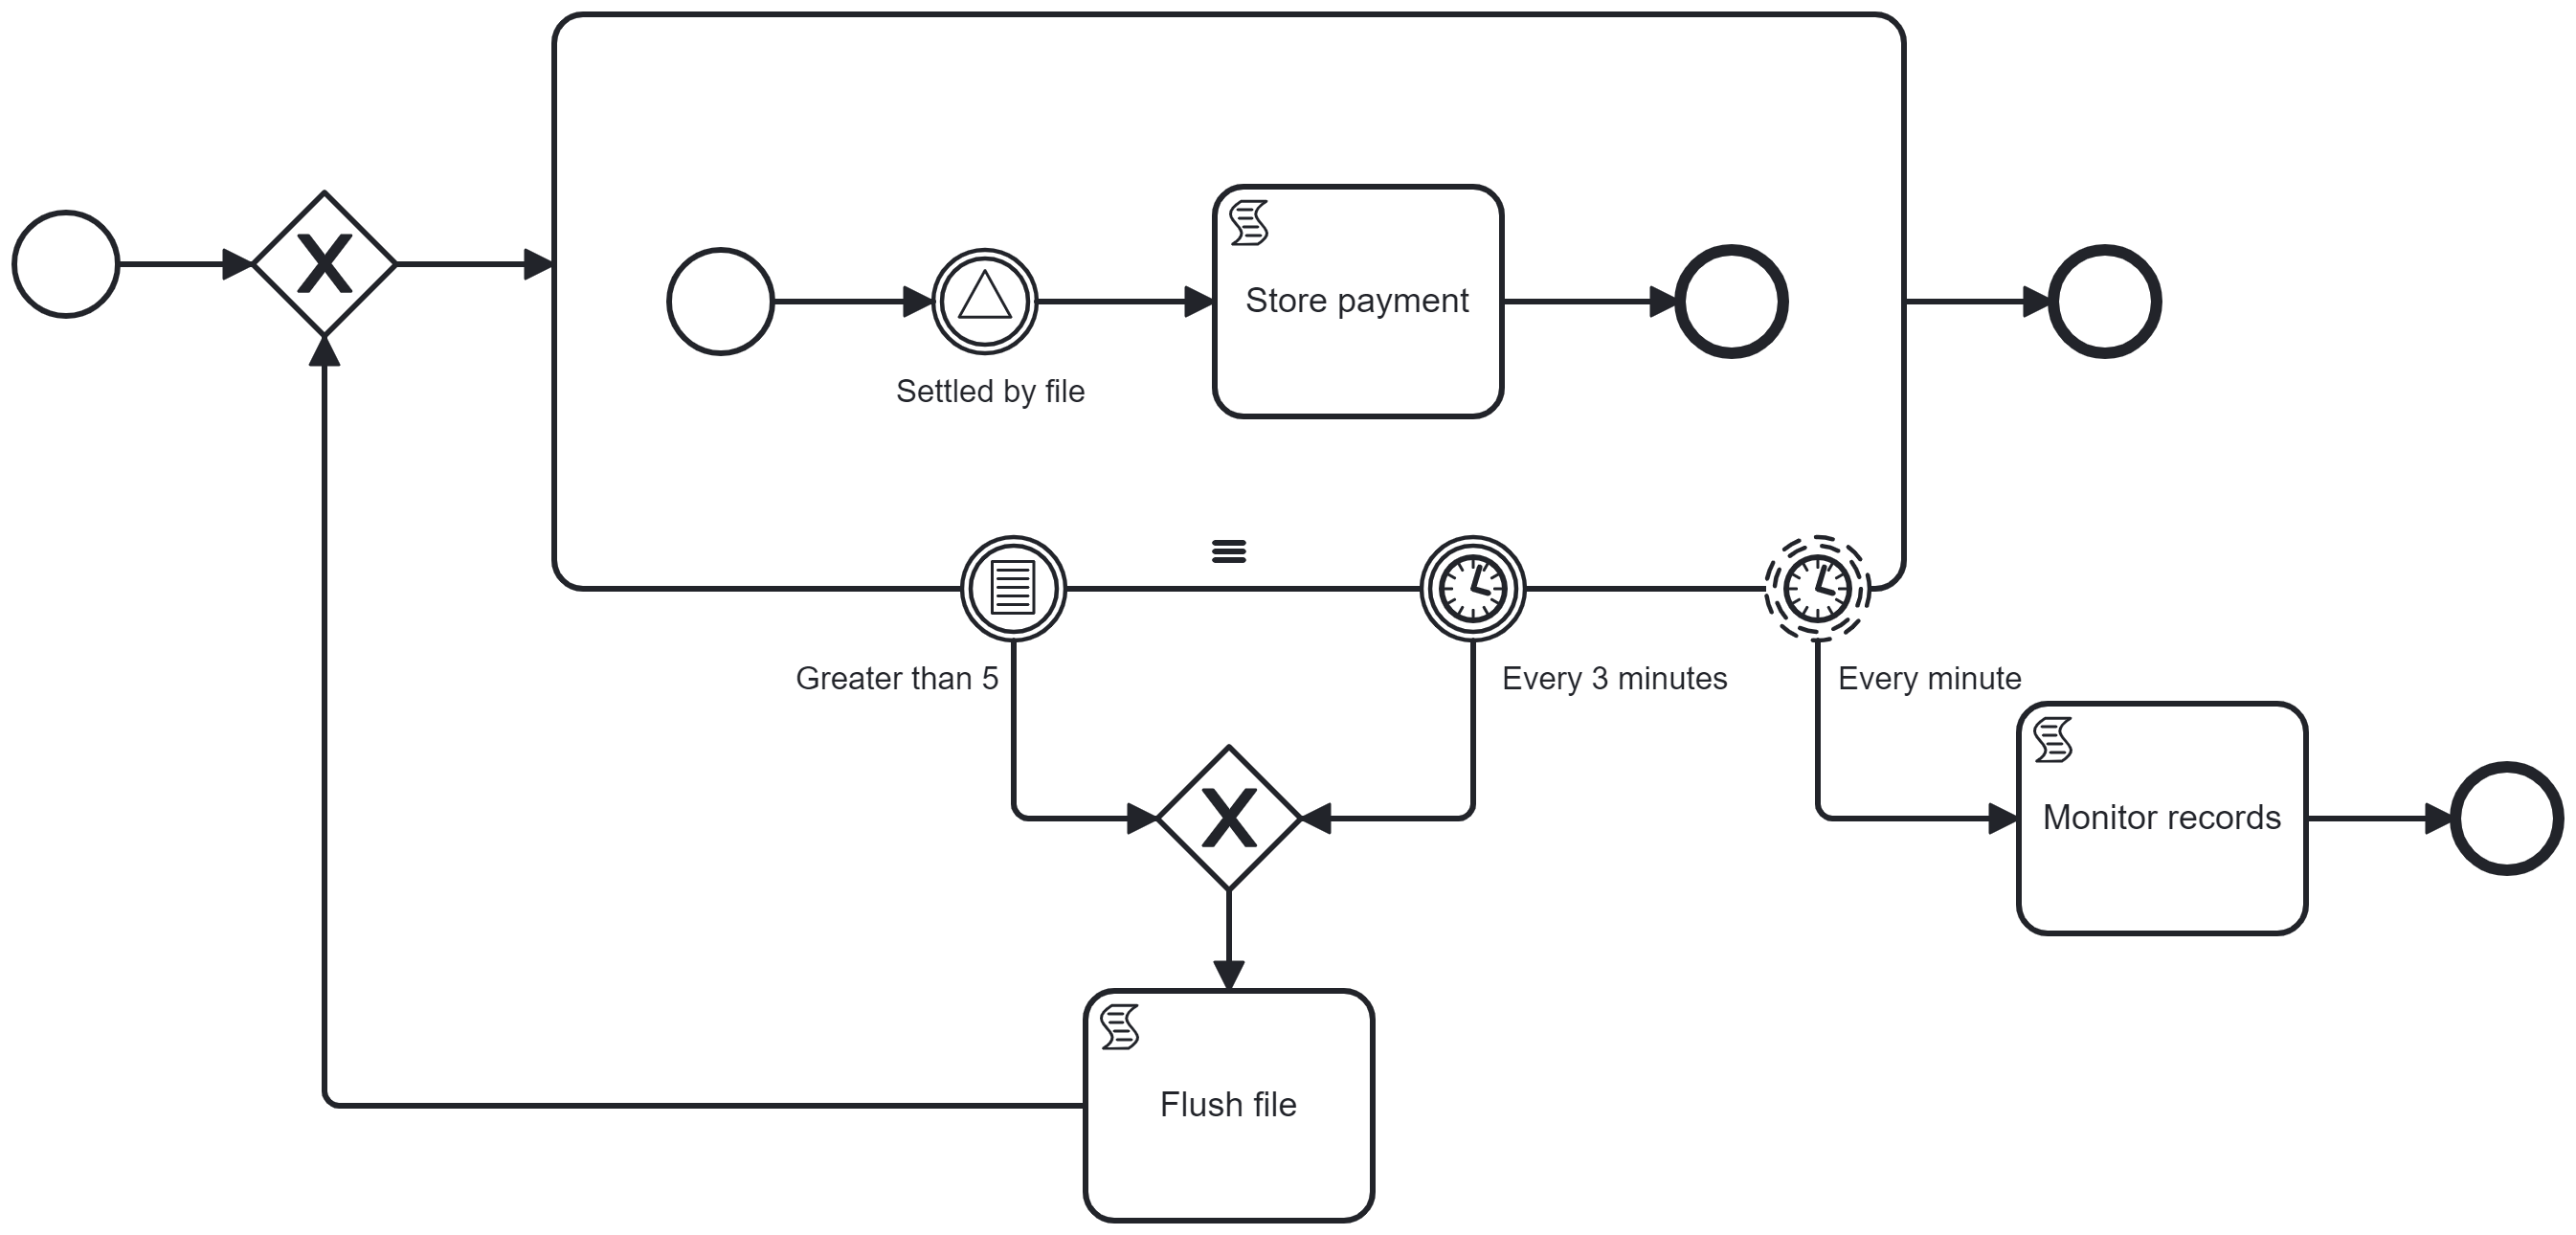 Store payment
Settled by file
Greater than 5
Every 3 minutes
Every minute
Monitor records
Flush file